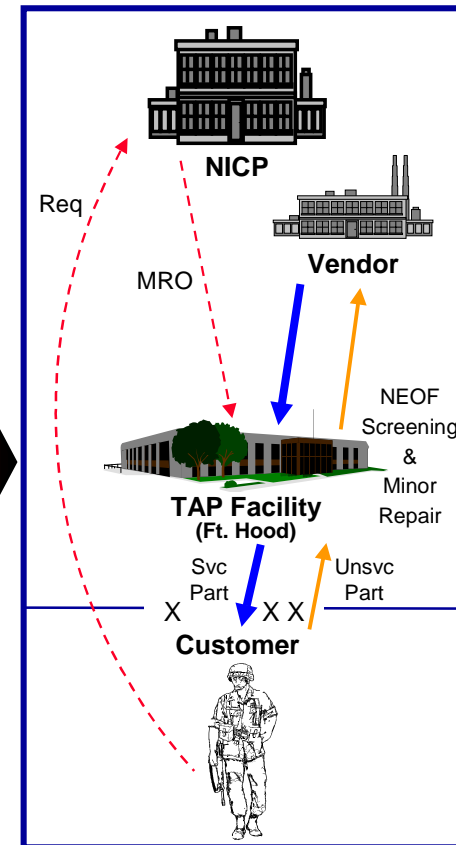 NICP
Req
Vendor
MRO
NEOF
Screening
&
Minor
Repair
TAP Facility
(Ft. Hood)
Svc
Part
Unsvc
Part
X
X X
Customer